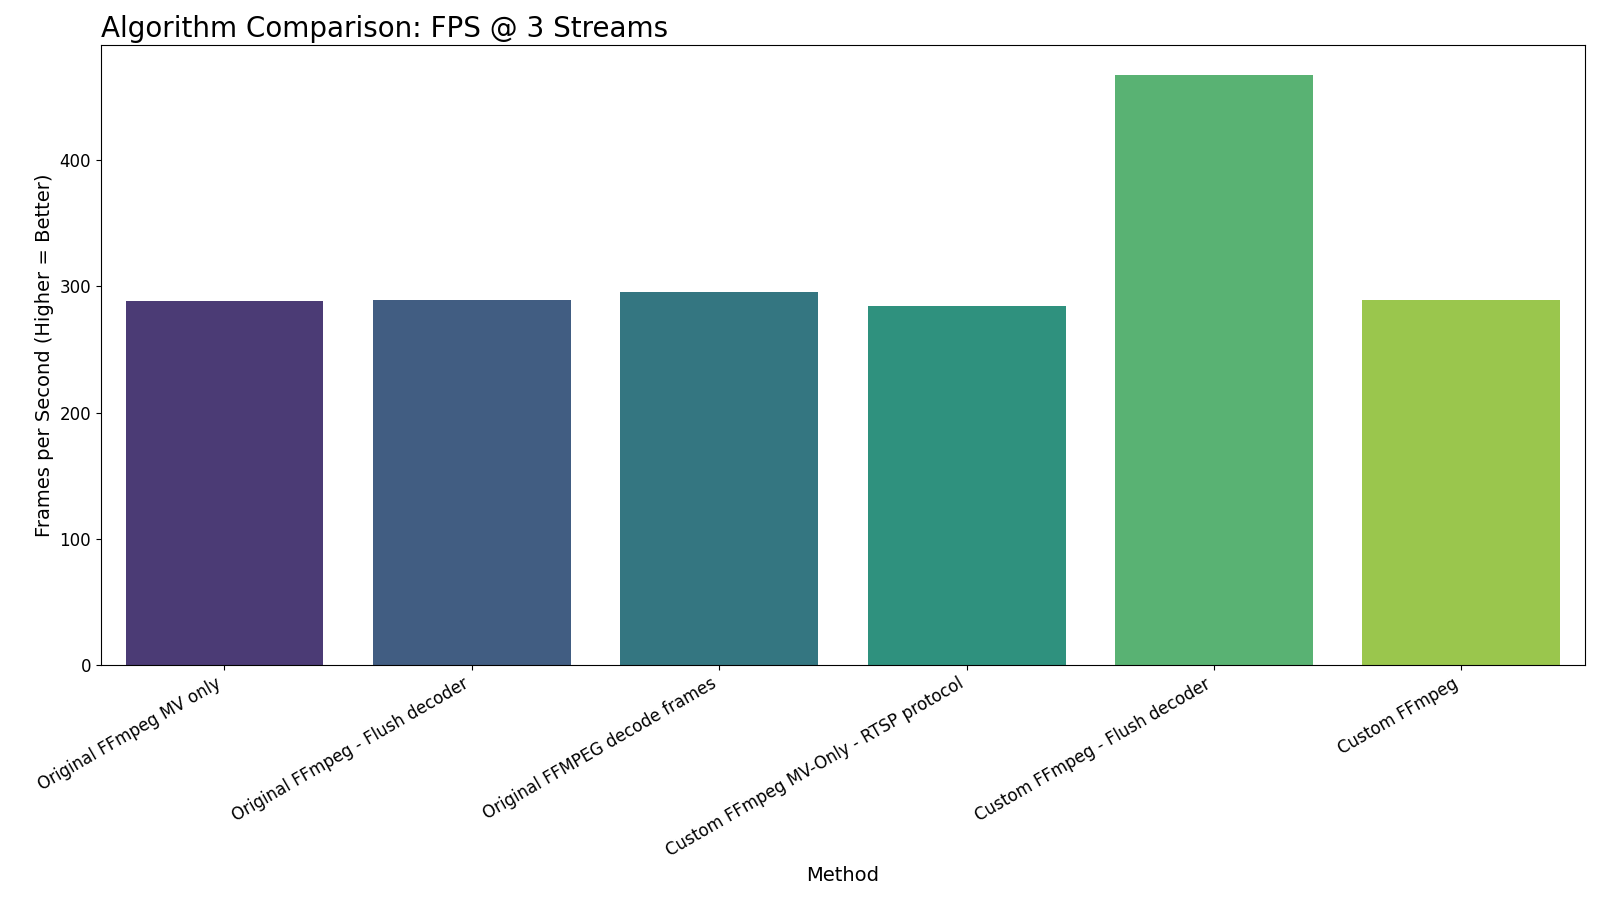 Algorithm Comparison: FPS @ 3 Streams
Frames per Second (Higher = Better)
400
300
200
100
0
Original FFmpeg MV only
Original FFmpeg - Flush decoder
Original FFMPEG decode frames
Custom FFmpeg MV-Only - RTSP protocol
Custom FFmpeg - Flush decoder
Custom FFmpeg
Method